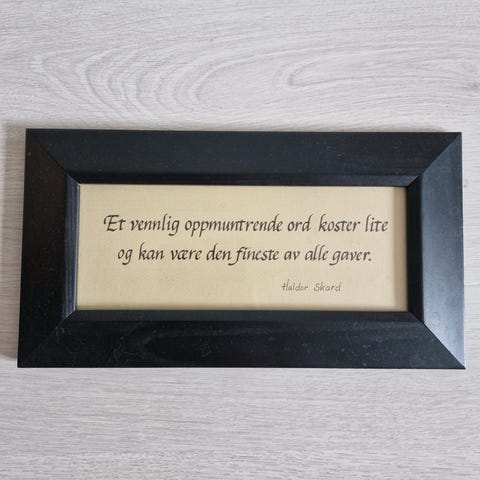 Et vennlig oppmuntrende ord koster lite
og kan være den fineste av alle gaver.
Haldor Skard